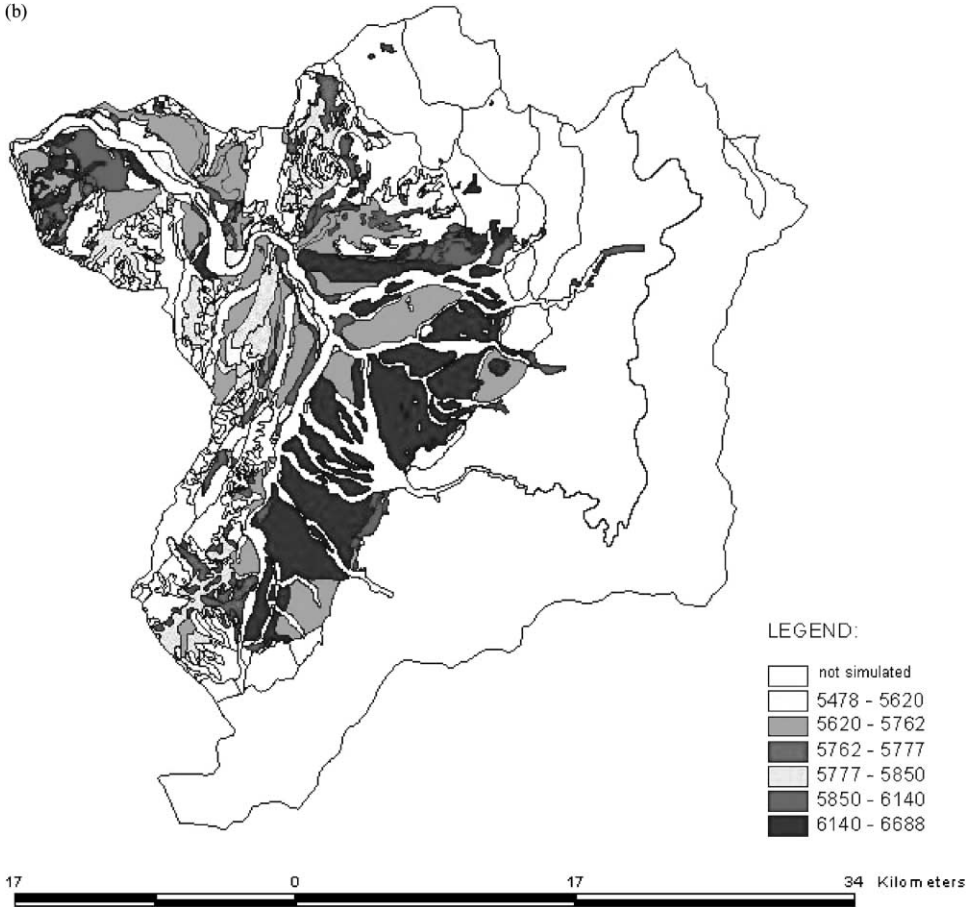 (b)
LEGEND:
not simulated
5478 - 5620
5620 - 5762
5762 - 5777
5777 - 5850
5850 - 6140
6140 - 6688
17 0 17 34 Kilometers